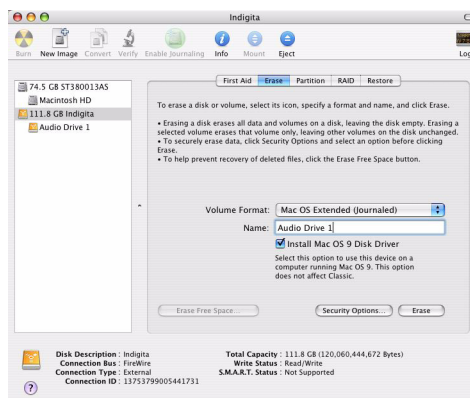 Indigita
Burn New Image Convert Verify Enable Journaling Info Mount Eject Log
74.5 GB ST380013AS
Macintosh HD
111.8 GB Indigita
Audio Drive 1
First Aid Erase Partition RAID Restore
To erase a disk or volume, select its icon, specify a format and name, and click Erase.
• Erasing a disk erases all data and volumes on a disk, leaving the disk empty. Erasing a
selected volume erases that volume only, leaving other volumes on the disk unchanged.
• To securely erase data, click Security Options and select an option before clicking
Erase.
• To help prevent recovery of deleted files, click the Erase Free Space button.
Volume Format: Mac OS Extended (Journaled)
Name: Audio Drive 1
Install Mac OS 9 Disk Driver
Select this option to use this device on a
computer running Mac OS 9. This option
does not affect Classic.
Erase Free Space... Security Options... Erase
Disk Description : Indigita Total Capacity : 111.8 GB (120,060,444,672 Bytes)
Connection Bus : FireWire Write Status : Read/Write
Connection Type : External S.M.A.R.T. Status : Not Supported
Connection ID : 13753799005441731
?